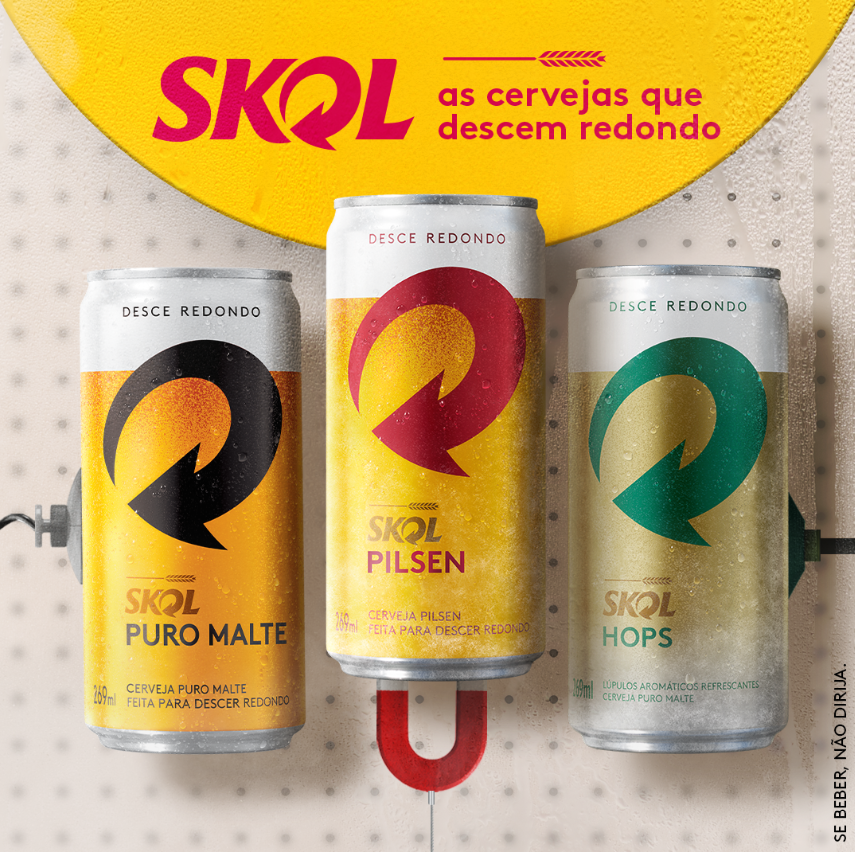 SKOL
as cervejas que
descem redondo
DESCE REDONDO
SKOL
PURO MALTE
269ml
CERVEJA PURO MALTE
FEITA PARA DESCER REDONDO
DESCE REDONDO
SKOL
PILSEN
269ml
CERVEJA PILSEN
FEITA PARA DESCER REDONDO
DESCE REDONDO
SKOL
HOPS
269ml
LÚPULOS AROMÁTICOS REFRESCANTES
CERVEJA PURO MALTE
SE BEBER, NÃO DIRIJA.